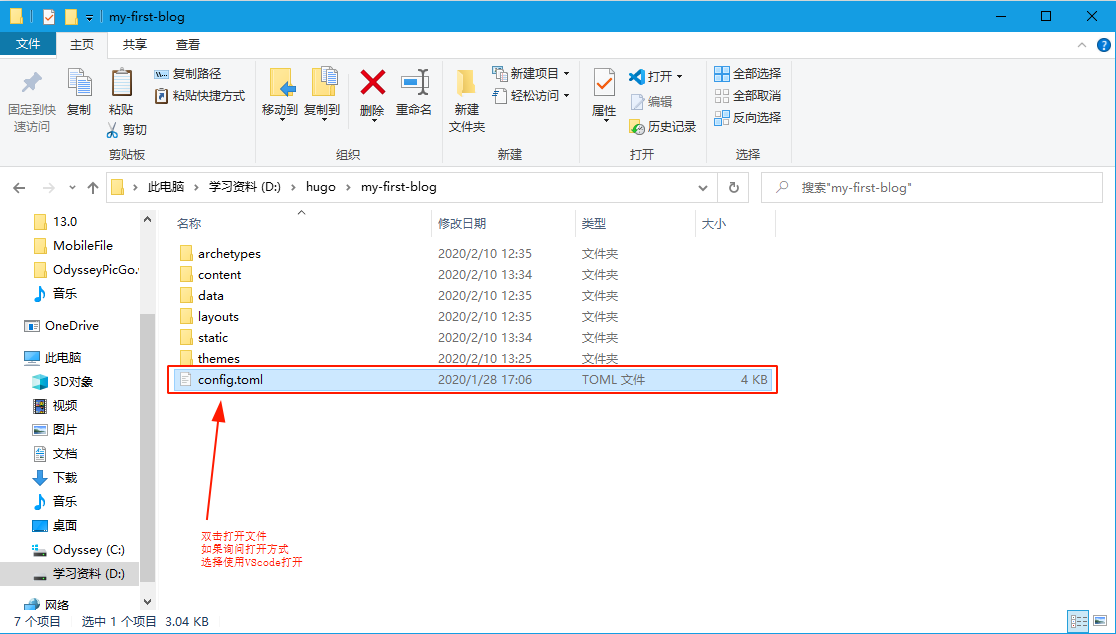 my-first-blog
文件 主页 共享 查看
固定到快速访问
复制
粘贴
复制路径
粘贴快捷方式
剪切
剪贴板
移动到
复制到
删除
重命名
组织
新建文件夹
新建项目
轻松访问
新建
属性
打开
编辑
历史记录
打开
全部选择
全部取消
反向选择
选择
此电脑 › 学习资料 (D:) › hugo › my-first-blog
搜索"my-first-blog"
13.0
MobileFile
OdysseyPicGo.
音乐
OneDrive
此电脑
3D对象
视频
图片
文档
下载
音乐
桌面
Odyssey (C:)
学习资料 (D:)
网络
名称 修改日期 类型 大小
archetypes 2020/2/10 12:35 文件夹
content 2020/2/10 13:34 文件夹
data 2020/2/10 12:35 文件夹
layouts 2020/2/10 12:35 文件夹
static 2020/2/10 13:34 文件夹
themes 2020/2/10 13:25 文件夹
config.toml 2020/1/28 17:06 TOML 文件 4 KB
双击打开文件
如果询问打开方式
选择使用VScode打开
7 个项目 选中 1 个项目 3.04 KB